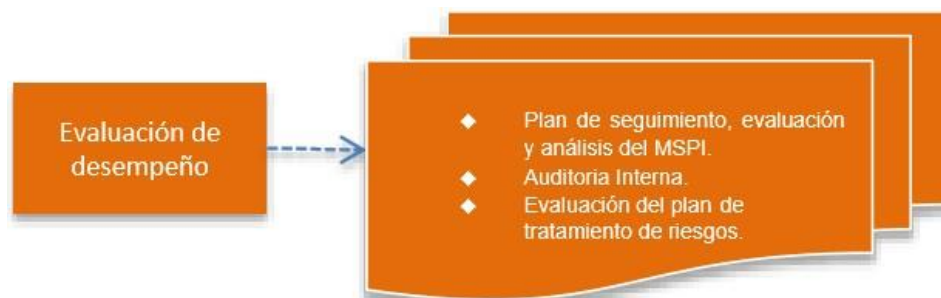 Evaluación de
desempeño
◆ Plan de seguimiento, evaluación
y análisis del MSPI.
◆ Auditoria Interna.
◆ Evaluación del plan de
tratamiento de riesgos.